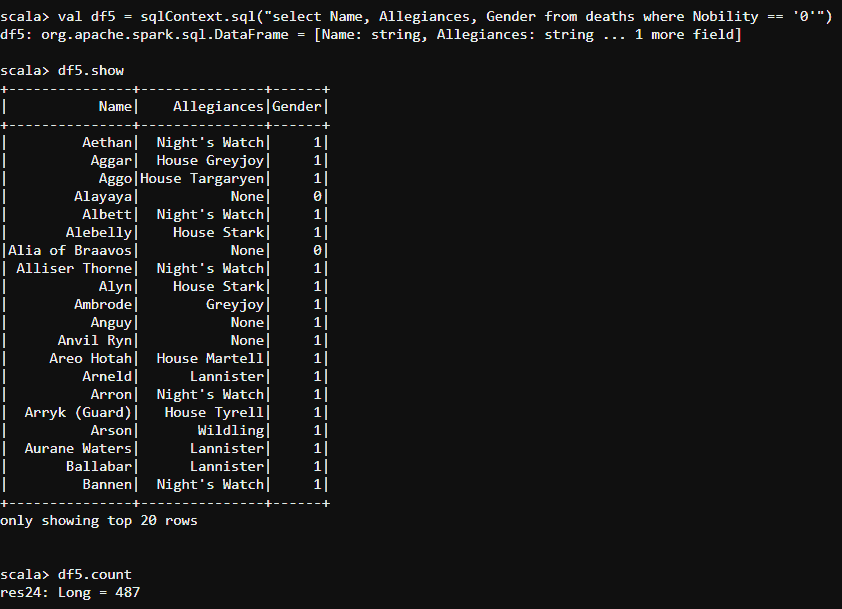 scala> val df5 = sqlContext.sql("select Name, Allegiances, Gender from deaths where Nobility == '0'")
df5: org.apache.spark.sql.DataFrame = [Name: string, Allegiances: string ... 1 more field]
scala> df5.show
+---------------+---------------+------+
|           Name|    Allegiances|Gender|
+---------------+---------------+------+
|         Aethan|  Night's Watch|     1|
|          Aggar|  House Greyjoy|     1|
|           Aggo|House Targaryen|     1|
|        Alayaya|           None|     0|
|         Albett|  Night's Watch|     1|
|       Alebelly|    House Stark|     1|
|Alia of Braavos|           None|     0|
| Alliser Thorne|  Night's Watch|     1|
|           Alyn|    House Stark|     1|
|        Ambrode|        Greyjoy|     1|
|          Anguy|           None|     1|
|      Anvil Ryn|           None|     1|
|     Areo Hotah|  House Martell|     1|
|         Arneld|      Lannister|     1|
|          Arron|  Night's Watch|     1|
|  Arryk (Guard)|   House Tyrell|     1|
|          Arson|       Wildling|     1|
|  Aurane Waters|      Lannister|     1|
|       Ballabar|      Lannister|     1|
|         Bannen|  Night's Watch|     1|
+---------------+---------------+------+
only showing top 20 rows
scala> df5.count
res24: Long = 487